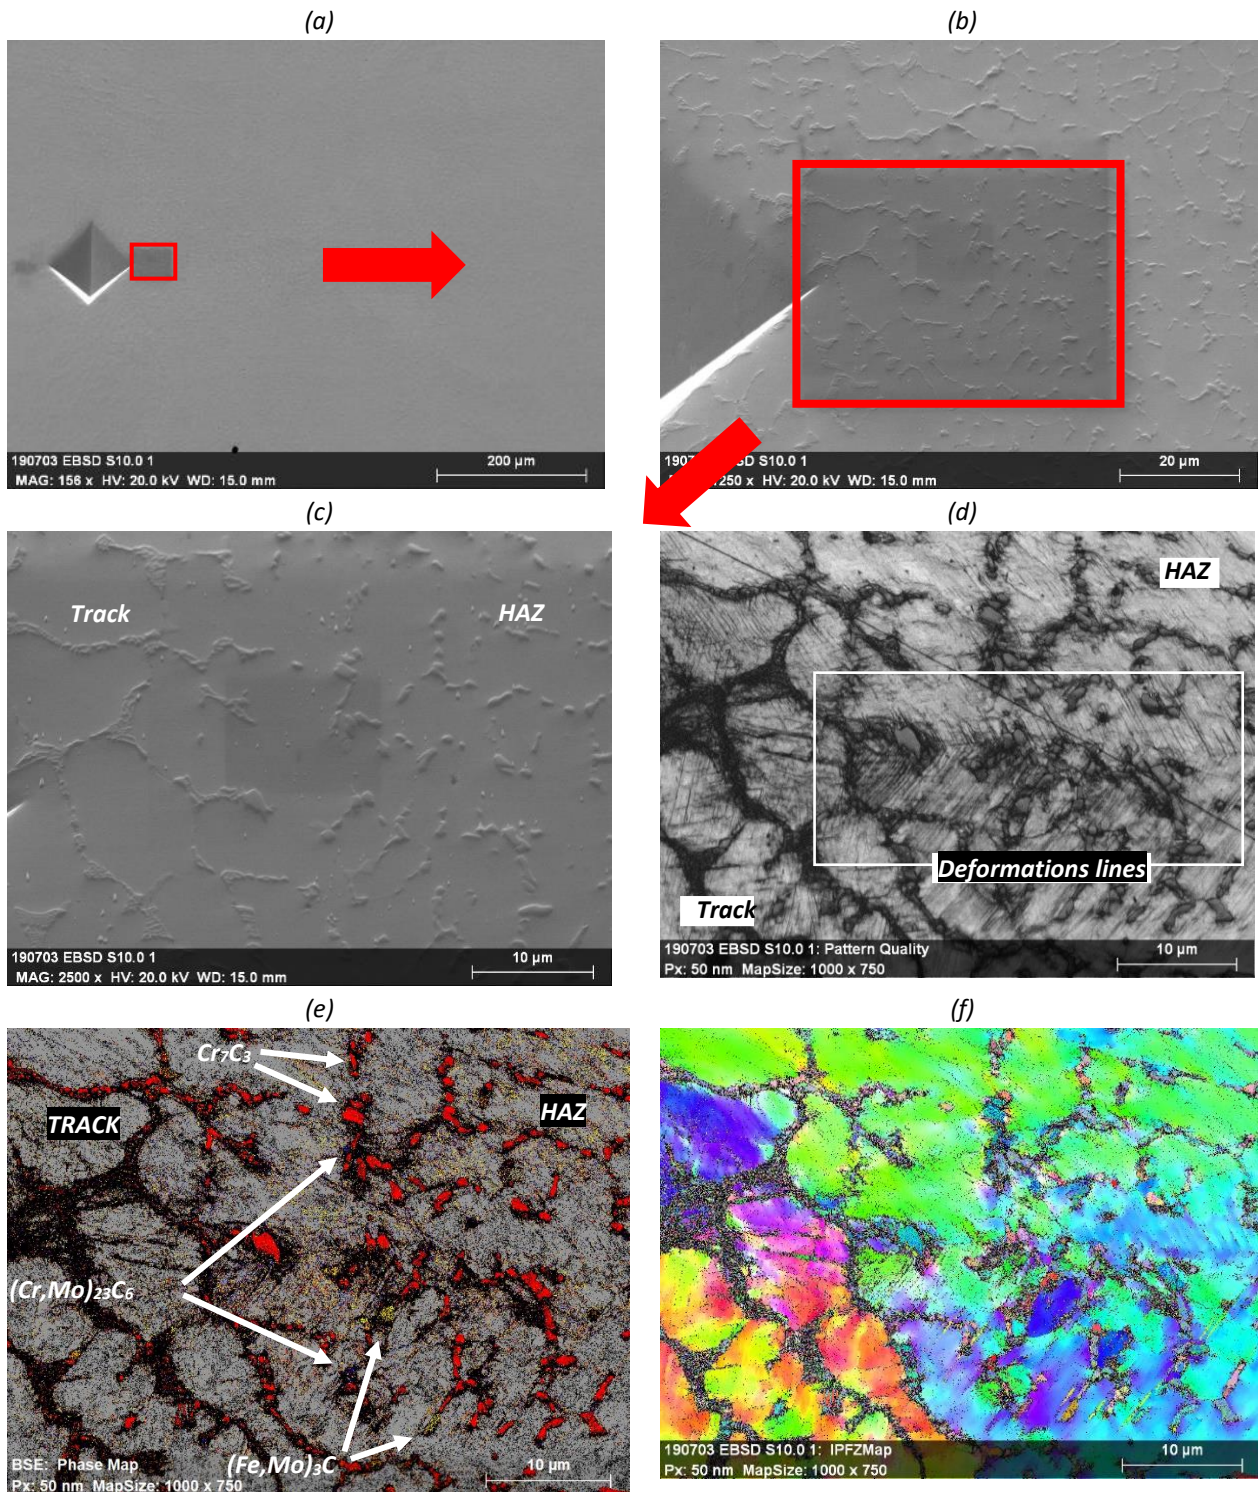 (a)
(b)
190703 EBSD S10.0 1
MAG: 156 x HV: 20.0 kV WD: 15.0 mm
200 µm
SD S10.0 1
250 x HV: 20.0 kV WD: 15.0 mm
20 µm
(c)
(d)
Track
HAZ
190703 EBSD S10.0 1
MAG: 2500 x HV: 20.0 kV WD: 15.0 mm
10 µm
HAZ
Deformations lines
Track
190703 EBSD S10.0 1: Pattern Quality
Px: 50 nm MapSize: 1000 x 750
10 µm
(e)
(f)
Cr₇C₃
TRACK
HAZ
(Cr,Mo)₂₃C₆
(Fe,Mo)₃C
BSE: Phase Map
Px: 50 nm MapSize: 1000 x 750
10 µm
190703 EBSD S10.0 1: IPFZMap
Px: 50 nm MapSize: 1000 x 750
10 µm